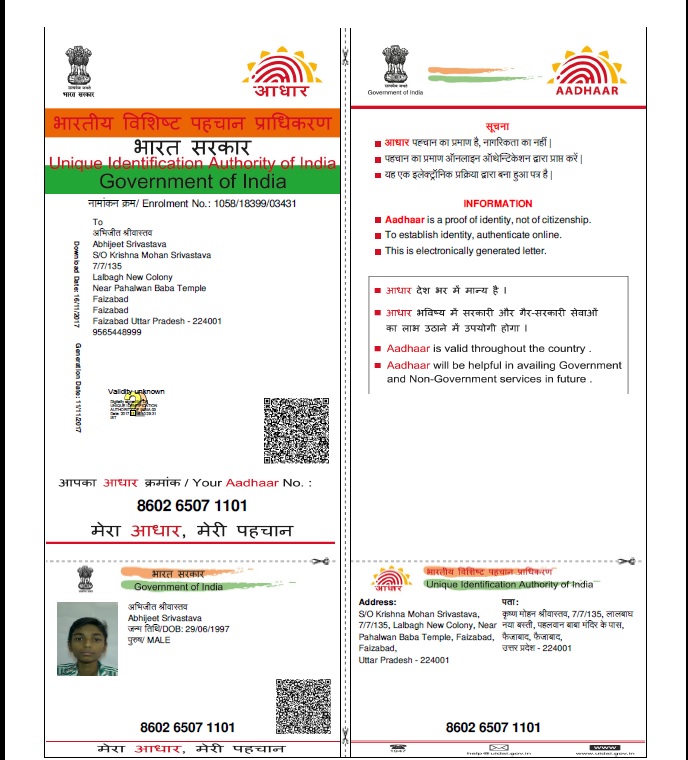 भारत सरकार
आधार
भारतीय विशिष्ट पहचान प्राधिकरण
भारत सरकार
Unique Identification Authority of India
Government of India
नामांकन क्रम/ Enrolment No.: 1058/18399/03431
To
अभिजीत श्रीवास्तव
Abhijeet Srivastava
S/O Krishna Mohan Srivastava
7/7/135
Lalbagh New Colony
Near Pahalwan Baba Temple
Faizabad
Faizabad
Faizabad Uttar Pradesh - 224001
9565448999
Download Date: 16/11/2017
Generation Date: 11/11/2017
Validity unknown
आपका आधार क्रमांक / Your Aadhaar No. :
8602 6507 1101
मेरा आधार, मेरी पहचान
भारत सरकार
Government of India
अभिजीत श्रीवास्तव
Abhijeet Srivastava
जन्म तिथि/DOB: 29/06/1997
पुरुष/ MALE
8602 6507 1101
मेरा आधार, मेरी पहचान
Government of India
AADHAAR
सूचना
आधार पहचान का प्रमाण है, नागरिकता का नहीं |
पहचान का प्रमाण ऑनलाइन ऑथेन्टिकेशन द्वारा प्राप्त करें |
यह एक इलेक्ट्रॉनिक प्रक्रिया द्वारा बना हुआ पत्र है |
INFORMATION
Aadhaar is a proof of identity, not of citizenship.
To establish identity, authenticate online.
This is electronically generated letter.
आधार देश भर में मान्य है ।
आधार भविष्य में सरकारी और गैर-सरकारी सेवाओं
का लाभ उठाने में उपयोगी होगा ।
Aadhaar is valid throughout the country .
Aadhaar will be helpful in availing Government
and Non-Government services in future .
आधार
भारतीय विशिष्ट पहचान प्राधिकरण
Unique Identification Authority of India
Address:
S/O Krishna Mohan Srivastava,
7/7/135, Lalbagh New Colony, Near
Pahalwan Baba Temple, Faizabad,
Faizabad,
Uttar Pradesh - 224001
पता:
कृष्ण मोहन श्रीवास्तव, 7/7/135, लालबाघ
नया बस्ती, पहलवान बाबा मंदिर के पास,
फैजाबाद, फैजाबाद,
उत्तर प्रदेश - 224001
8602 6507 1101
1947
help@uidai.gov.in
WWW
www.uidai.gov.in